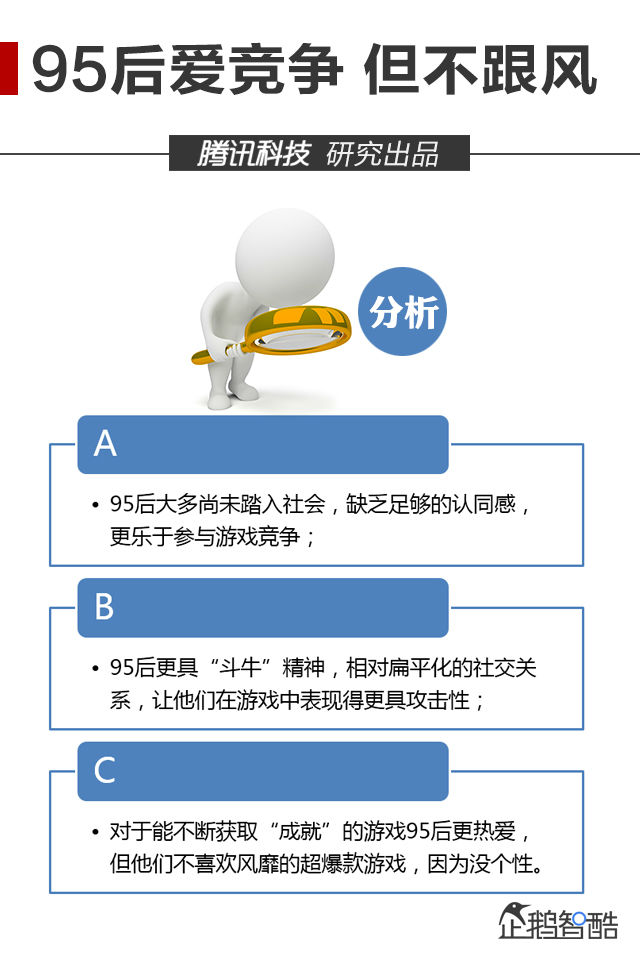 95后爱竞争 但不跟风
腾讯科技 研究出品
分析
A
• 95后大多尚未踏入社会，缺乏足够的认同感，
更乐于参与游戏竞争；
B
• 95后更具“斗牛”精神，相对扁平化的社交关
系，让他们在游戏中表现得更具攻击性；
C
• 对于能不断获取“成就”的游戏95后更热爱，
但他们不喜欢风靡的超爆款游戏，因为没个性。
企鹅智酷